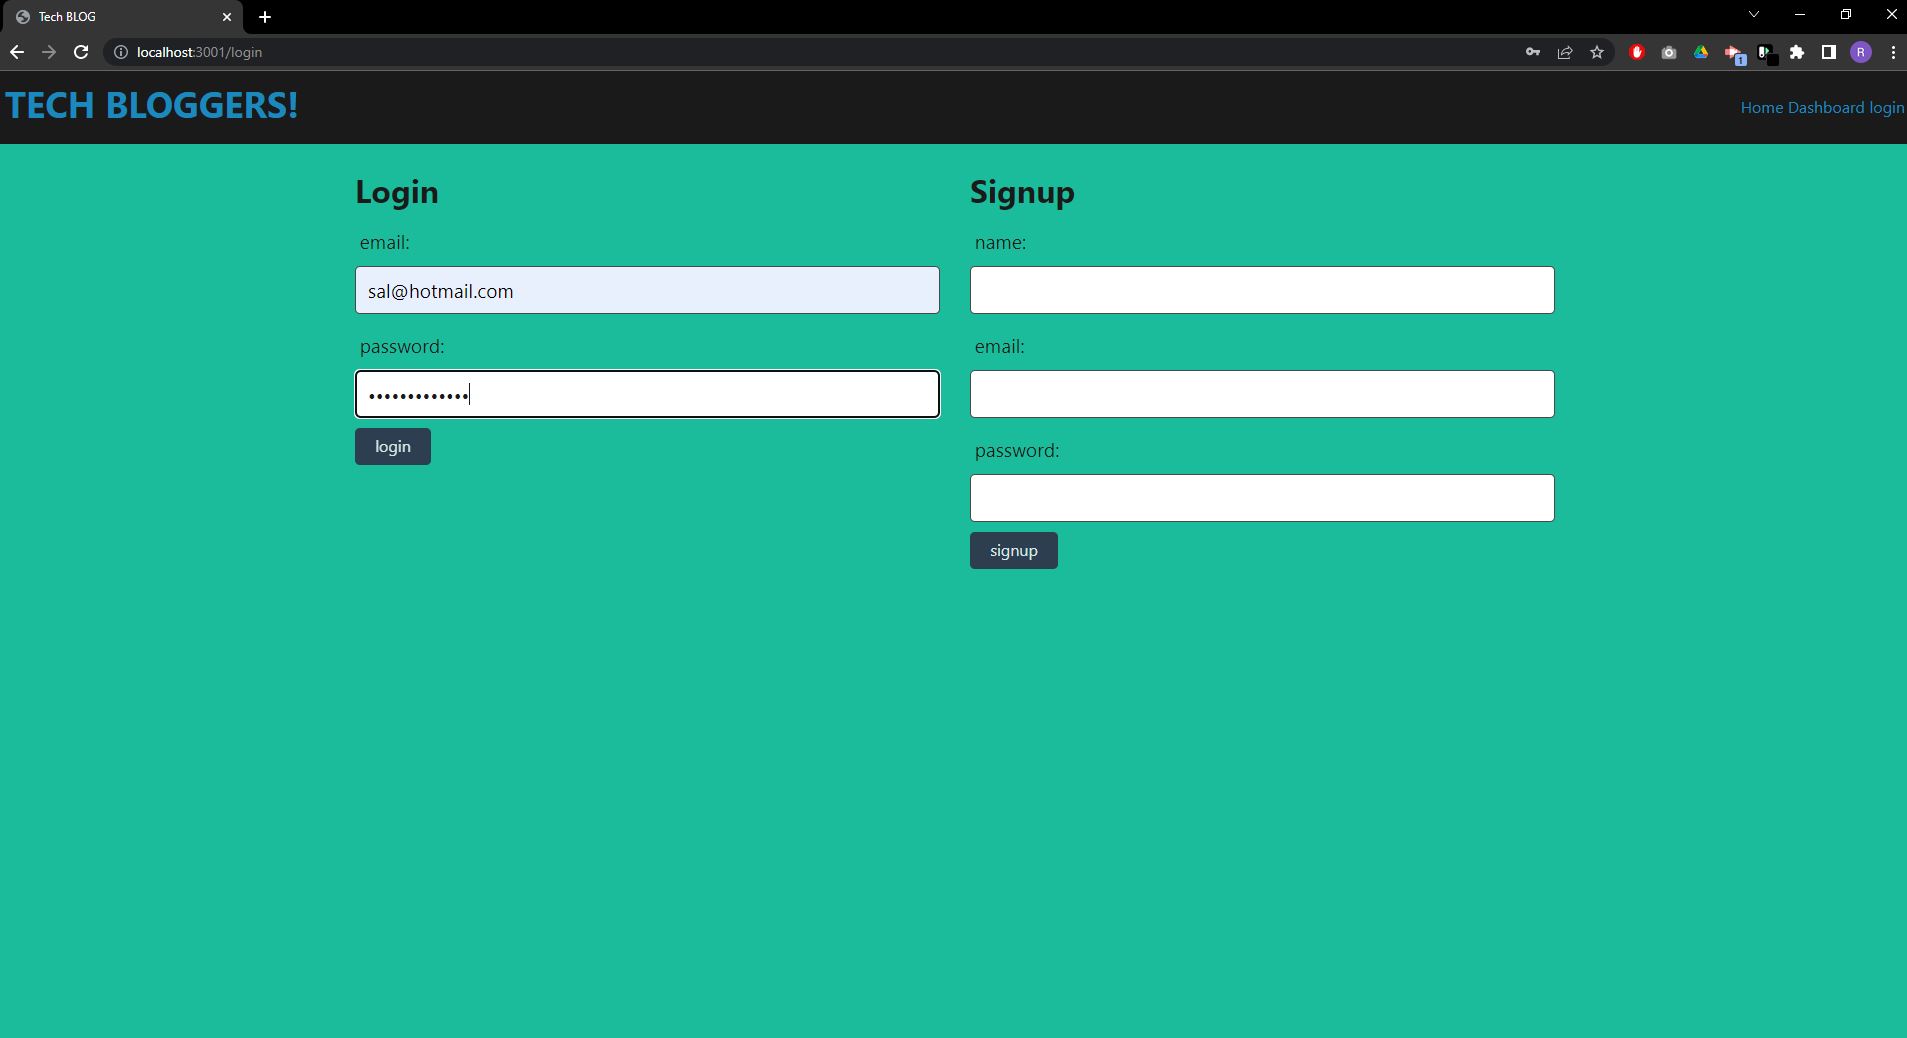 Tech BLOG
localhost:3001/login
1
R
TECH BLOGGERS!
Home Dashboard login
Login
email:
sal@hotmail.com
password:
•••••••••••••
login
Signup
name:
email:
password:
signup